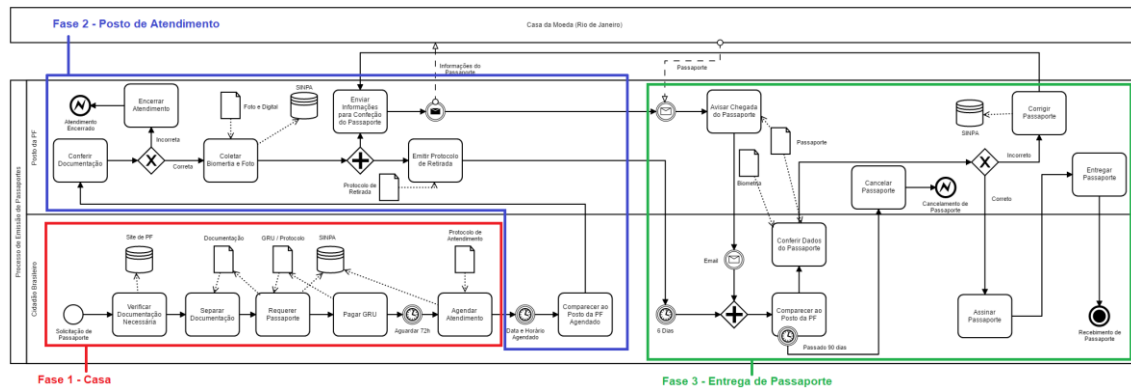 Fase 2 - Posto de Atendimento
Casa da Moeda (Rio de Janeiro)
Processo de Emissão de Passaportes
Posto da PF
Atendimento
Encerrado
Encerrar
Atendimento
Incorreta
Correta
Conferir
Documentação
Foto e Digital
SINPA
Coletar
Biomertia e Foto
Enviar
Informações
para Confeção
do Passaporte
Informações do
Passaporte
Protocolo de
Retirada
Emitir Protocolo
de Retirada
Passaporte
Avisar Chegada
do Passaporte
Passaporte
Biometria
SINPA
Corrigir
Passaporte
Incorreto
Correto
Cancelar
Passaporte
Cancelamento de
Passaporte
Entregar
Passaporte
Cidadão Brasileiro
Solicitação de
Passaporte
Site de PF
Verificar
Documentação
Necessária
Documentação
Separar
Documentação
GRU / Protocolo
Requerer
Passaporte
SINPA
Pagar GRU
Aguardar 72h
Protocolo de
Antendimento
Agendar
Atendimento
Data e Horário
Agendado
Comparecer ao
Posto da PF
Agendado
6 Dias
Email
Conferir Dados
do Passaporte
Comparecer ao
Posto da PF
Passado 90 dias
Assinar
Passaporte
Recebimento de
Passaporte
Fase 1 - Casa
Fase 3 - Entrega de Passaporte